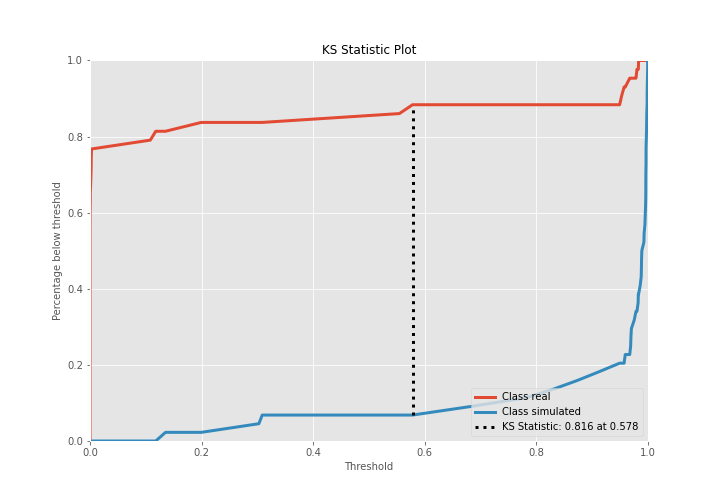 KS Statistic Plot
1.0
0.8
0.6
0.4
0.2
0.0
Percentage below threshold
0.0 0.2 0.4 0.6 0.8 1.0
Threshold
Class real
Class simulated
KS Statistic: 0.816 at 0.578